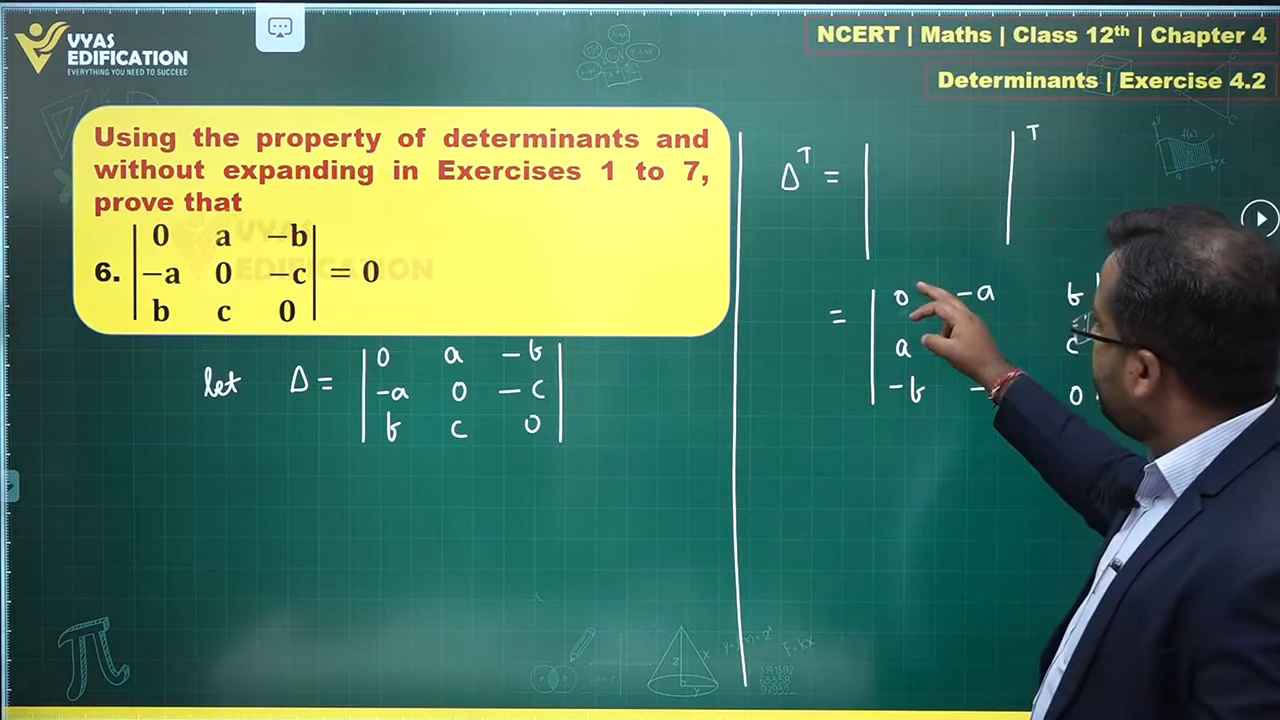 VYAS
EDIFICATION
EVERYTHING YOU NEED TO SUCCEED
NCERT | Maths | Class 12th | Chapter 4
Determinants | Exercise 4.2
Using the property of determinants and
without expanding in Exercises 1 to 7,
prove that
0 a −b
6. −a 0 −c = 0
b c 0
let Δ = 0 a −b
-a 0 −c
b c 0
Δ^T = | | T
= 0 -a b
a c
-b - 0